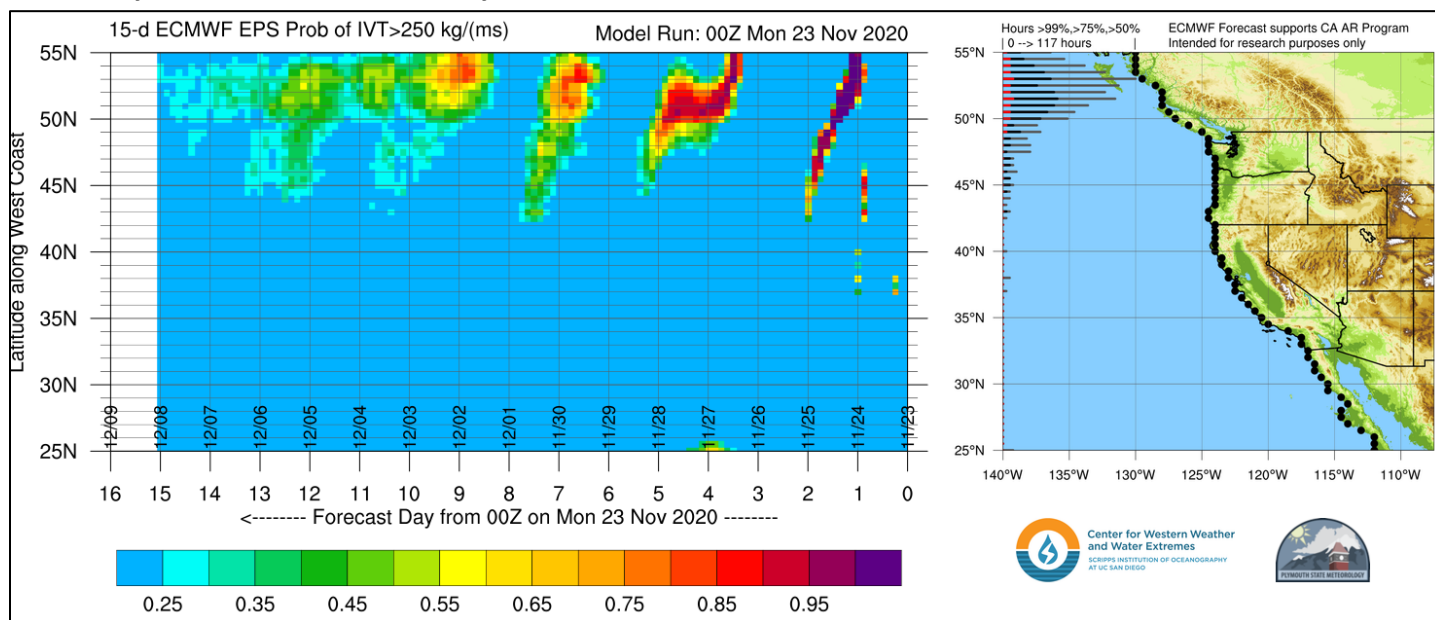 15-d ECMWF EPS Prob of IVT>250 kg/(ms)
Model Run: 00Z Mon 23 Nov 2020
Latitude along West Coast
55N
50N
45N
40N
35N
30N
25N
12/09
12/08
12/07
12/06
12/05
12/04
12/03
12/02
12/01
11/30
11/29
11/28
11/27
11/26
11/25
11/24
11/23
16 15 14 13 12 11 10 9 8 7 6 5 4 3 2 1 0
<-------- Forecast Day from 00Z on Mon 23 Nov 2020 --------
0.25 0.35 0.45 0.55 0.65 0.75 0.85 0.95
Hours >99%,>75%,>50%
0 --> 117 hours
ECMWF Forecast supports CA AR Program
Intended for research purposes only
55°N
50°N
45°N
40°N
35°N
30°N
25°N
140°W 135°W 130°W 125°W 120°W 115°W 110°W
Center for Western Weather
and Water Extremes
SCRIPPS INSTITUTION OF OCEANOGRAPHY
AT UC SAN DIEGO
PLYMOUTH STATE METEOROLOGY